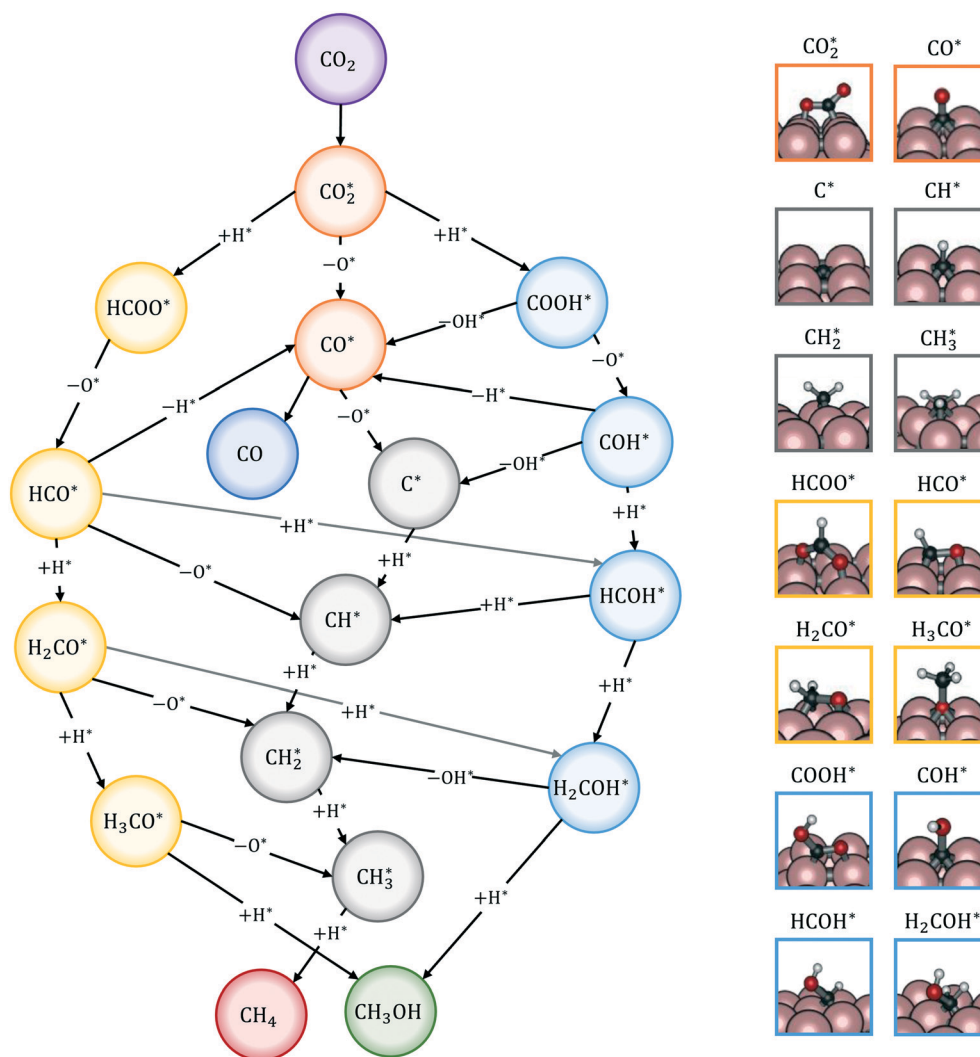 CO₂
CO₂*
+H*
−O*
+H*
HCOO*
COOH*
CO*
−OH*
−O*
−O*
−H*
−H*
−O*
CO
COH*
C*
−OH*
HCO*
+H*
+H*
+H*
+H*
−O*
CH*
+H*
HCOH*
H₂CO*
+H*
+H*
−O*
+H*
+H*
CH₂*
−OH*
H₂COH*
H₃CO*
+H*
−O*
CH₃*
+H*
+H*
+H*
CH₄
CH₃OH
CO₂* CO*
C* CH*
CH₂* CH₃*
HCOO* HCO*
H₂CO* H₃CO*
COOH* COH*
HCOH* H₂COH*